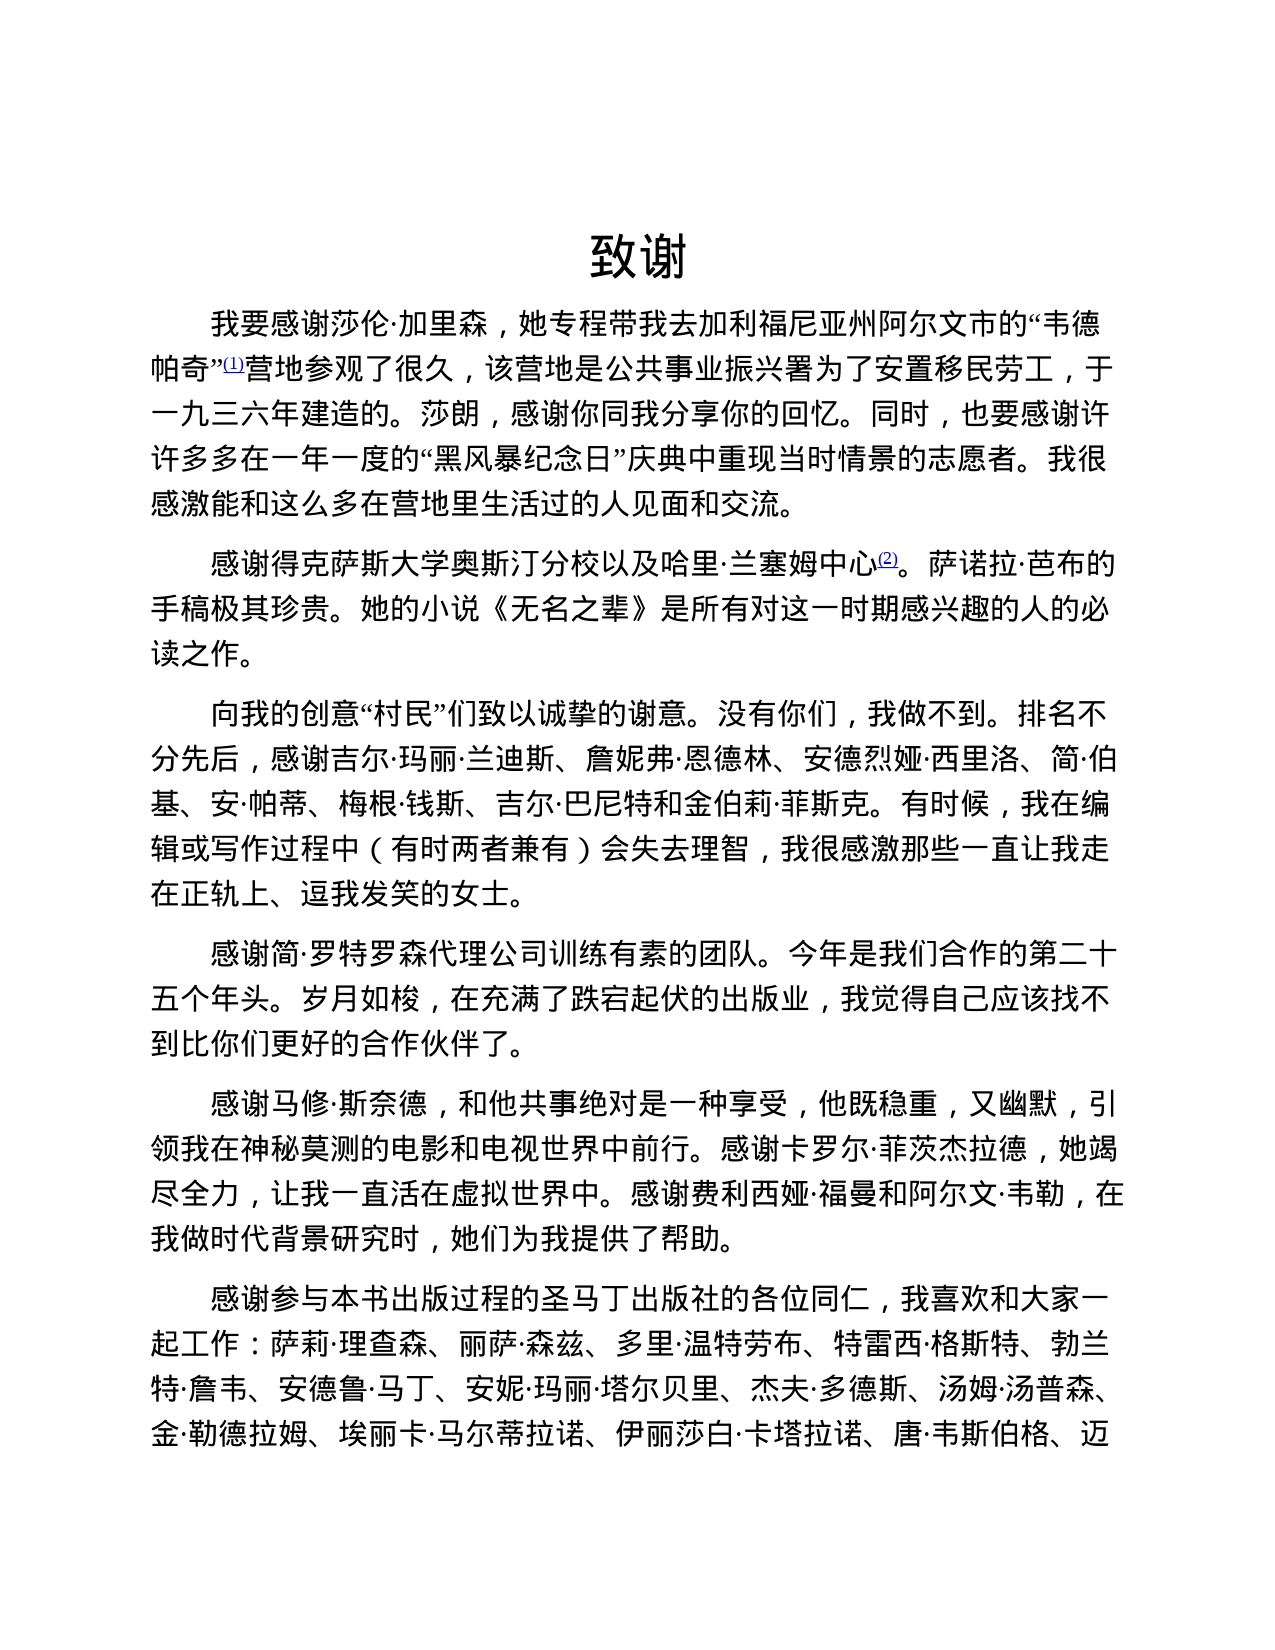 致谢
我要感谢莎伦·加里森，她专程带我去加利福尼亚州阿尔文市的“韦德
帕奇”(1)营地参观了很久，该营地是公共事业振兴署为了安置移民劳工，于
一九三六年建造的。莎朗，感谢你同我分享你的回忆。同时，也要感谢许
许多多在一年一度的“黑风暴纪念日”庆典中重现当时情景的志愿者。我很
感激能和这么多在营地里生活过的人见面和交流。
感谢得克萨斯大学奥斯汀分校以及哈里·兰塞姆中心(2)。萨诺拉·芭布的
手稿极其珍贵。她的小说《无名之辈》是所有对这一时期感兴趣的人的必
读之作。
向我的创意“村民”们致以诚挚的谢意。没有你们，我做不到。排名不
分先后，感谢吉尔·玛丽·兰迪斯、詹妮弗·恩德林、安德烈娅·西里洛、简·伯
基、安·帕蒂、梅根·钱斯、吉尔·巴尼特和金伯莉·菲斯克。有时候，我在编
辑或写作过程中（有时两者兼有）会失去理智，我很感激那些一直让我走
在正轨上、逗我发笑的女士。
感谢简·罗特罗森代理公司训练有素的团队。今年是我们合作的第二十
五个年头。岁月如梭，在充满了跌宕起伏的出版业，我觉得自己应该找不
到比你们更好的合作伙伴了。
感谢马修·斯奈德，和他共事绝对是一种享受，他既稳重，又幽默，引
领我在神秘莫测的电影和电视世界中前行。感谢卡罗尔·菲茨杰拉德，她竭
尽全力，让我一直活在虚拟世界中。感谢费利西娅·福曼和阿尔文·韦勒，在
我做时代背景研究时，她们为我提供了帮助。
感谢参与本书出版过程的圣马丁出版社的各位同仁，我喜欢和大家一
起工作：萨莉·理查森、丽萨·森兹、多里·温特劳布、特雷西·格斯特、勃兰
特·詹韦、安德鲁·马丁、安妮·玛丽·塔尔贝里、杰夫·多德斯、汤姆·汤普森、
金·勒德拉姆、埃丽卡·马尔蒂拉诺、伊丽莎白·卡塔拉诺、唐·韦斯伯格、迈